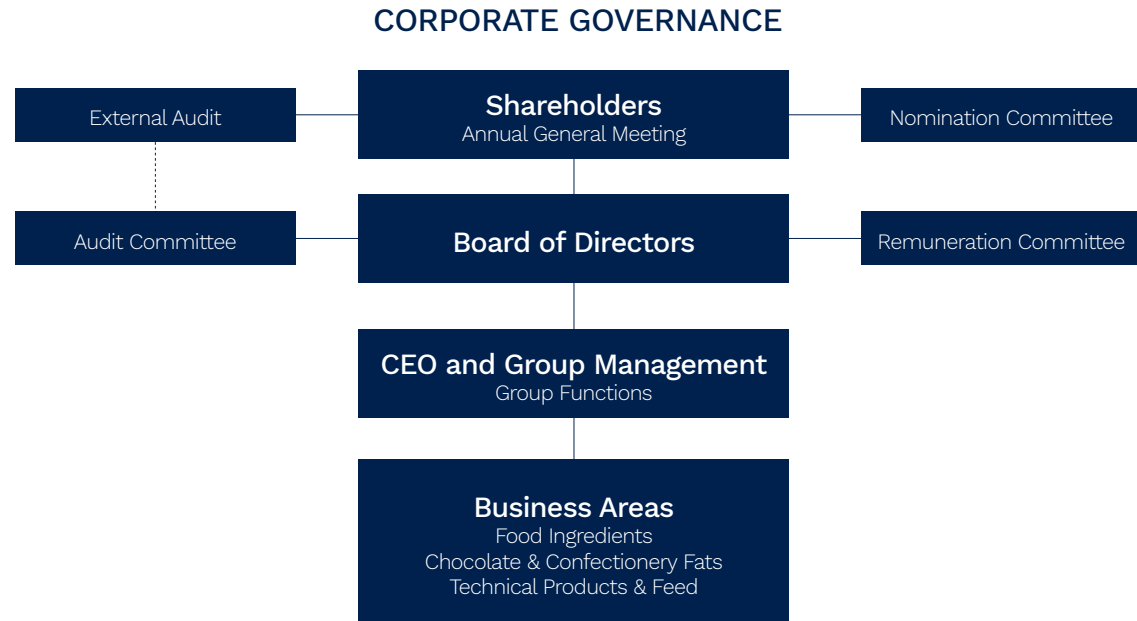 CORPORATE GOVERNANCE
External Audit
Shareholders
Annual General Meeting
Nomination Committee
Audit Committee
Board of Directors
Remuneration Committee
CEO and Group Management
Group Functions
Business Areas
Food Ingredients
Chocolate & Confectionery Fats
Technical Products & Feed